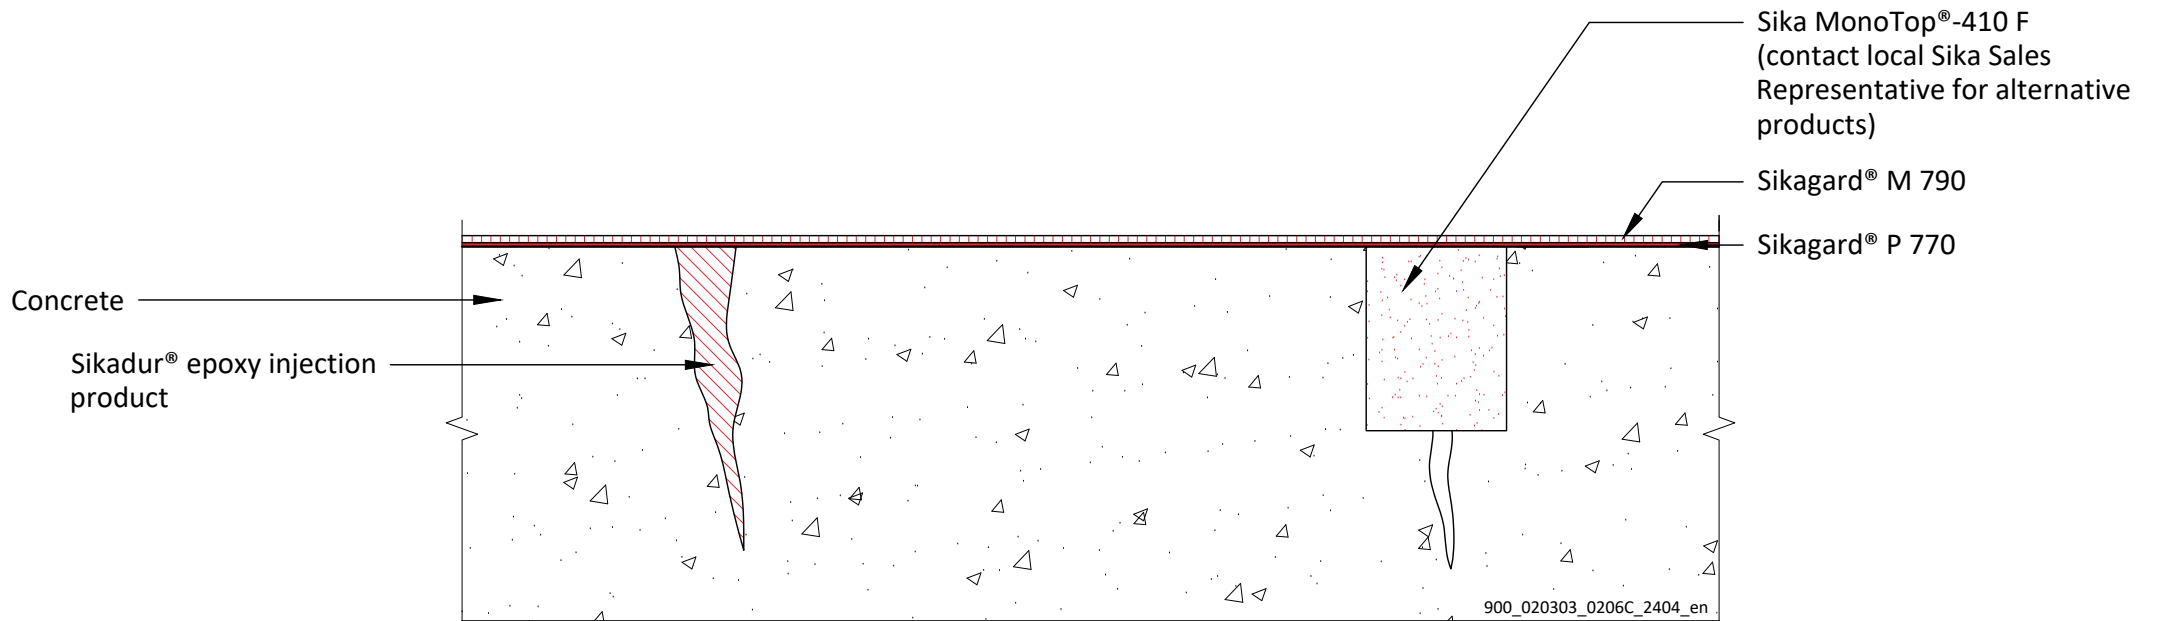 Sika MonoTop®-410 F
(contact local Sika Sales
Representative for alternative
products)
Sikagard® M 790
Sikagard® P 770
Concrete
Sikadur® epoxy injection
product
900_020303_0206C_2404_en